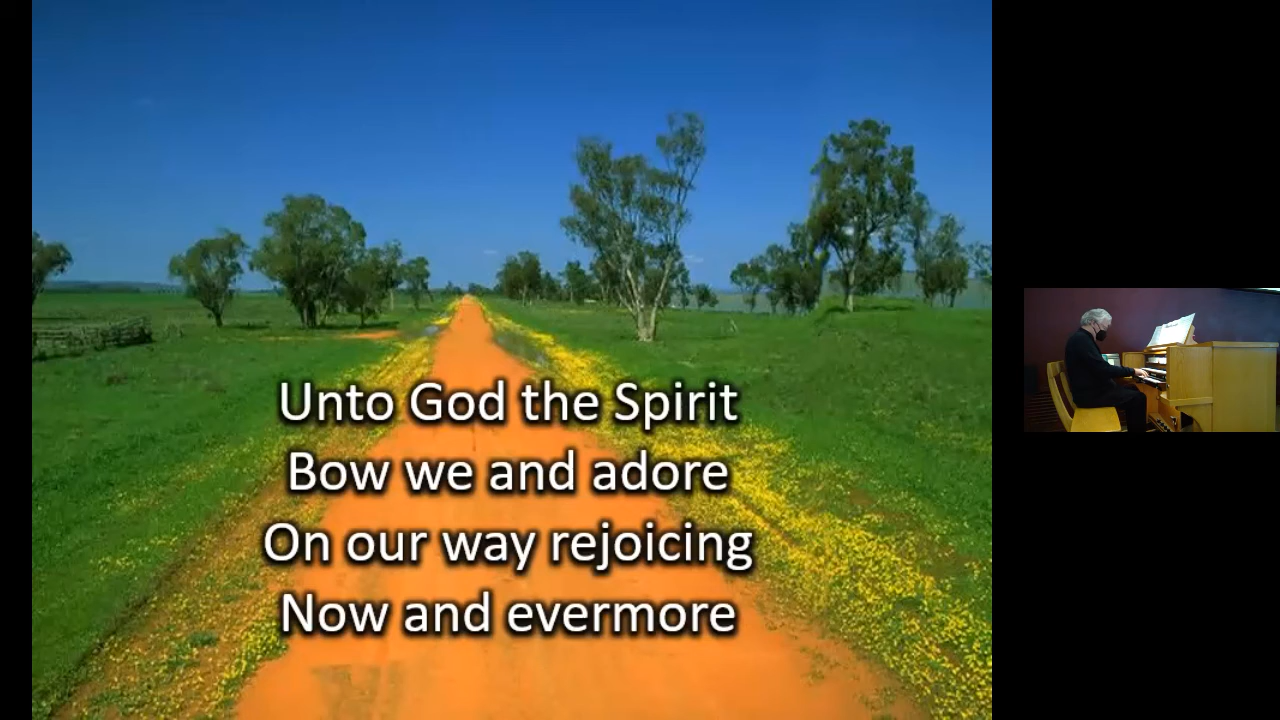 Unto God the Spirit
Bow we and adore
On our way rejoicing
Now and evermore